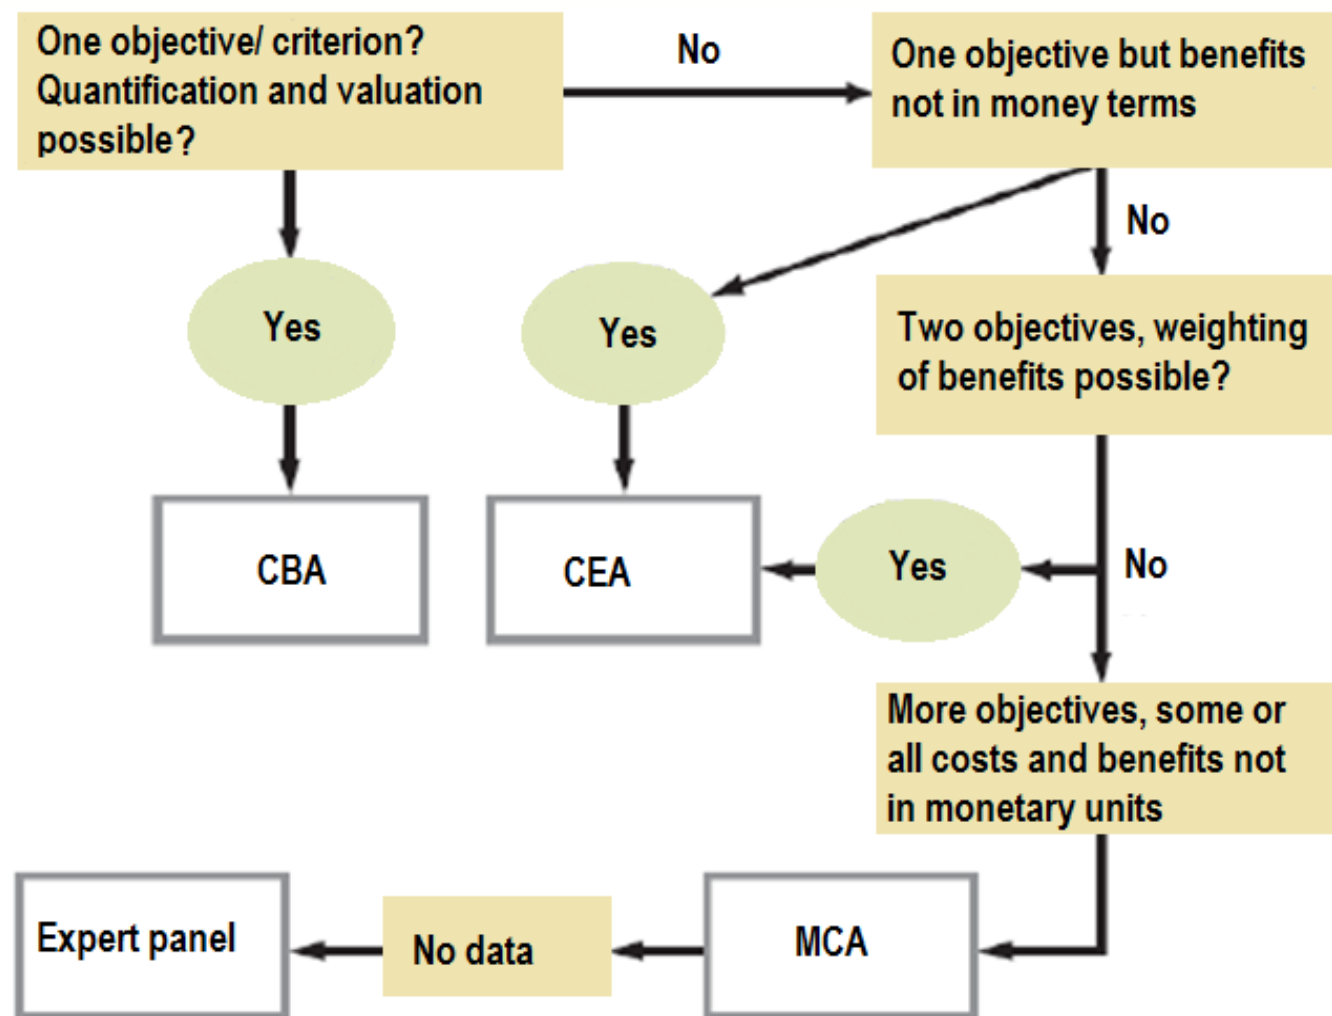 One objective/ criterion?
Quantification and valuation
possible?
No
One objective but benefits
not in money terms
No
Yes
Yes
Two objectives, weighting
of benefits possible?
CBA
CEA
Yes
No
More objectives, some or
all costs and benefits not
in monetary units
Expert panel
No data
MCA